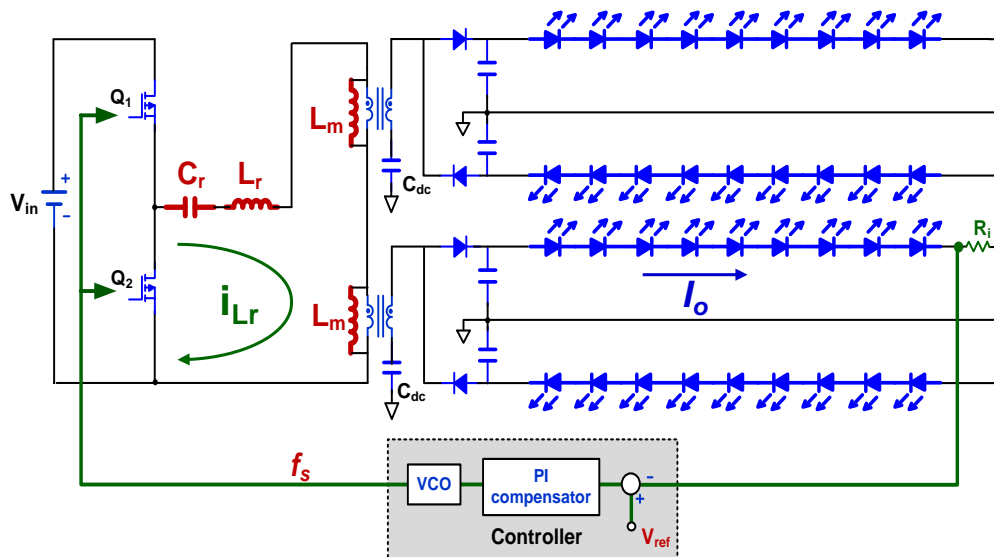 Q1
Lm
Cdc
Cr
Lr
+
Vin
-
Ri
Q2
iLr
Lm
Io
Cdc
fs
VCO
PI
compensator
-
+
Vref
Controller